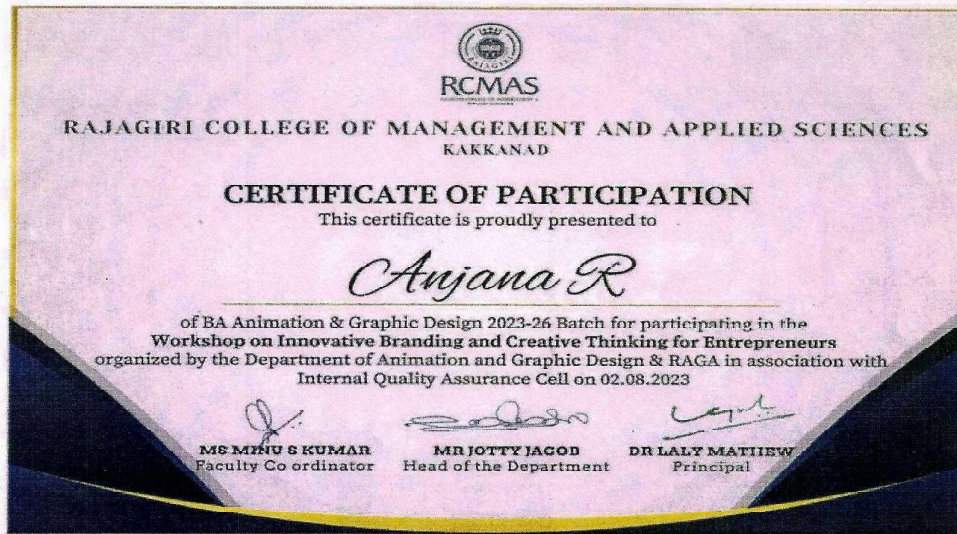 RAJAGIRI
RCMAS
RAJAGIRI COLLEGE OF MANAGEMENT AND APPLIED SCIENCES
KAKKANAD
CERTIFICATE OF PARTICIPATION
This certificate is proudly presented to
Anjana R
of BA Animation & Graphic Design 2023-26 Batch for participating in the
Workshop on Innovative Branding and Creative Thinking for Entrepreneurs
organized by the Department of Animation and Graphic Design & RAGA in association with
Internal Quality Assurance Cell on 02.08.2023
MS MINU S KUMAR MR JOTTY JACOB DR LALY MATHEW
Faculty Co ordinator Head of the Department Principal